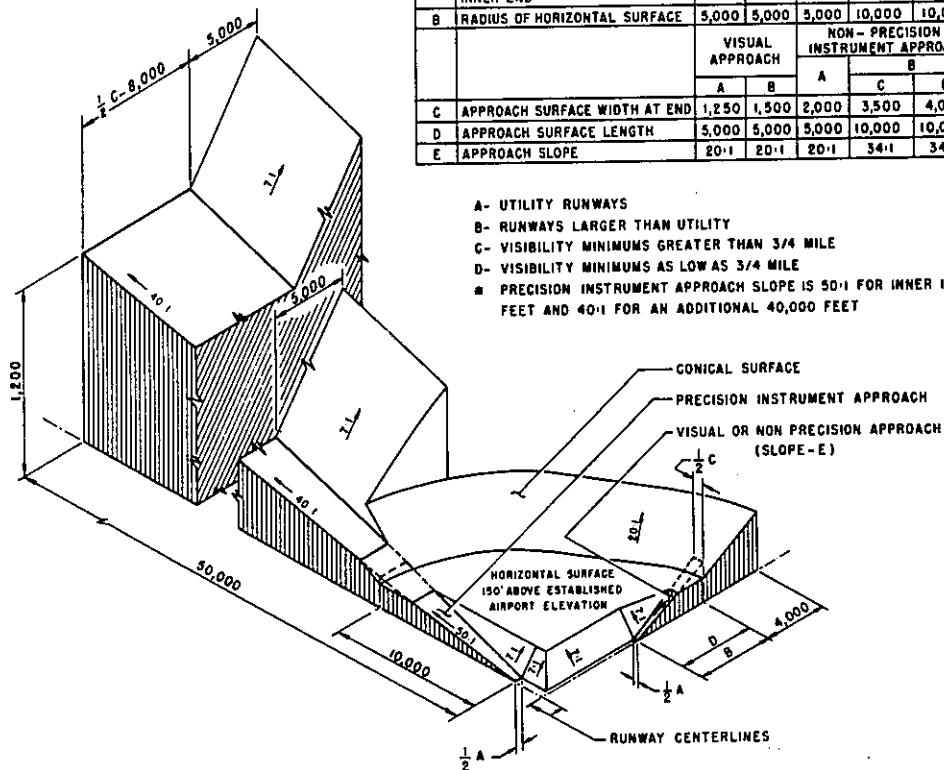 B RADIUS OF HORIZONTAL SURFACE 5,000 5,000 5,000 10,000
VISUAL APPROACH
NON-PRECISION INSTRUMENT
A B A B
C
C APPROACH SURFACE WIDTH AT END 1,250 1,500 2,000 3,500
D APPROACH SURFACE LENGTH 5,000 5,000 5,000 10,000
E APPROACH SLOPE 20:1 20:1 20:1 34:1
A- UTILITY RUNWAYS
B- RUNWAYS LARGER THAN UTILITY
C- VISIBILITY MINIMUMS GREATER THAN 3/4 MILE
D- VISIBILITY MINIMUMS AS LOW AS 3/4 MILE
* PRECISION INSTRUMENT APPROACH SLOPE IS 50:1 FOR INNER
FEET AND 40:1 FOR AN ADDITIONAL 40,000 FEET
5,000
1/2 C-8,000
7:1
40:1
5,000
1,200
7:1
40:1
CONICAL SURFACE
PRECISION INSTRUMENT APPROACH
VISUAL OR NON PRECISION APPROACH
(SLOPE-E)
1/2 C
20:1
50,000
HORIZONTAL SURFACE
150' ABOVE ESTABLISHED
AIRPORT ELEVATION
50:1
7:1
7:1
7:1
7:1
4,000
D
B
10,000
1/2 A
RUNWAY CENTERLINES
1/2 A